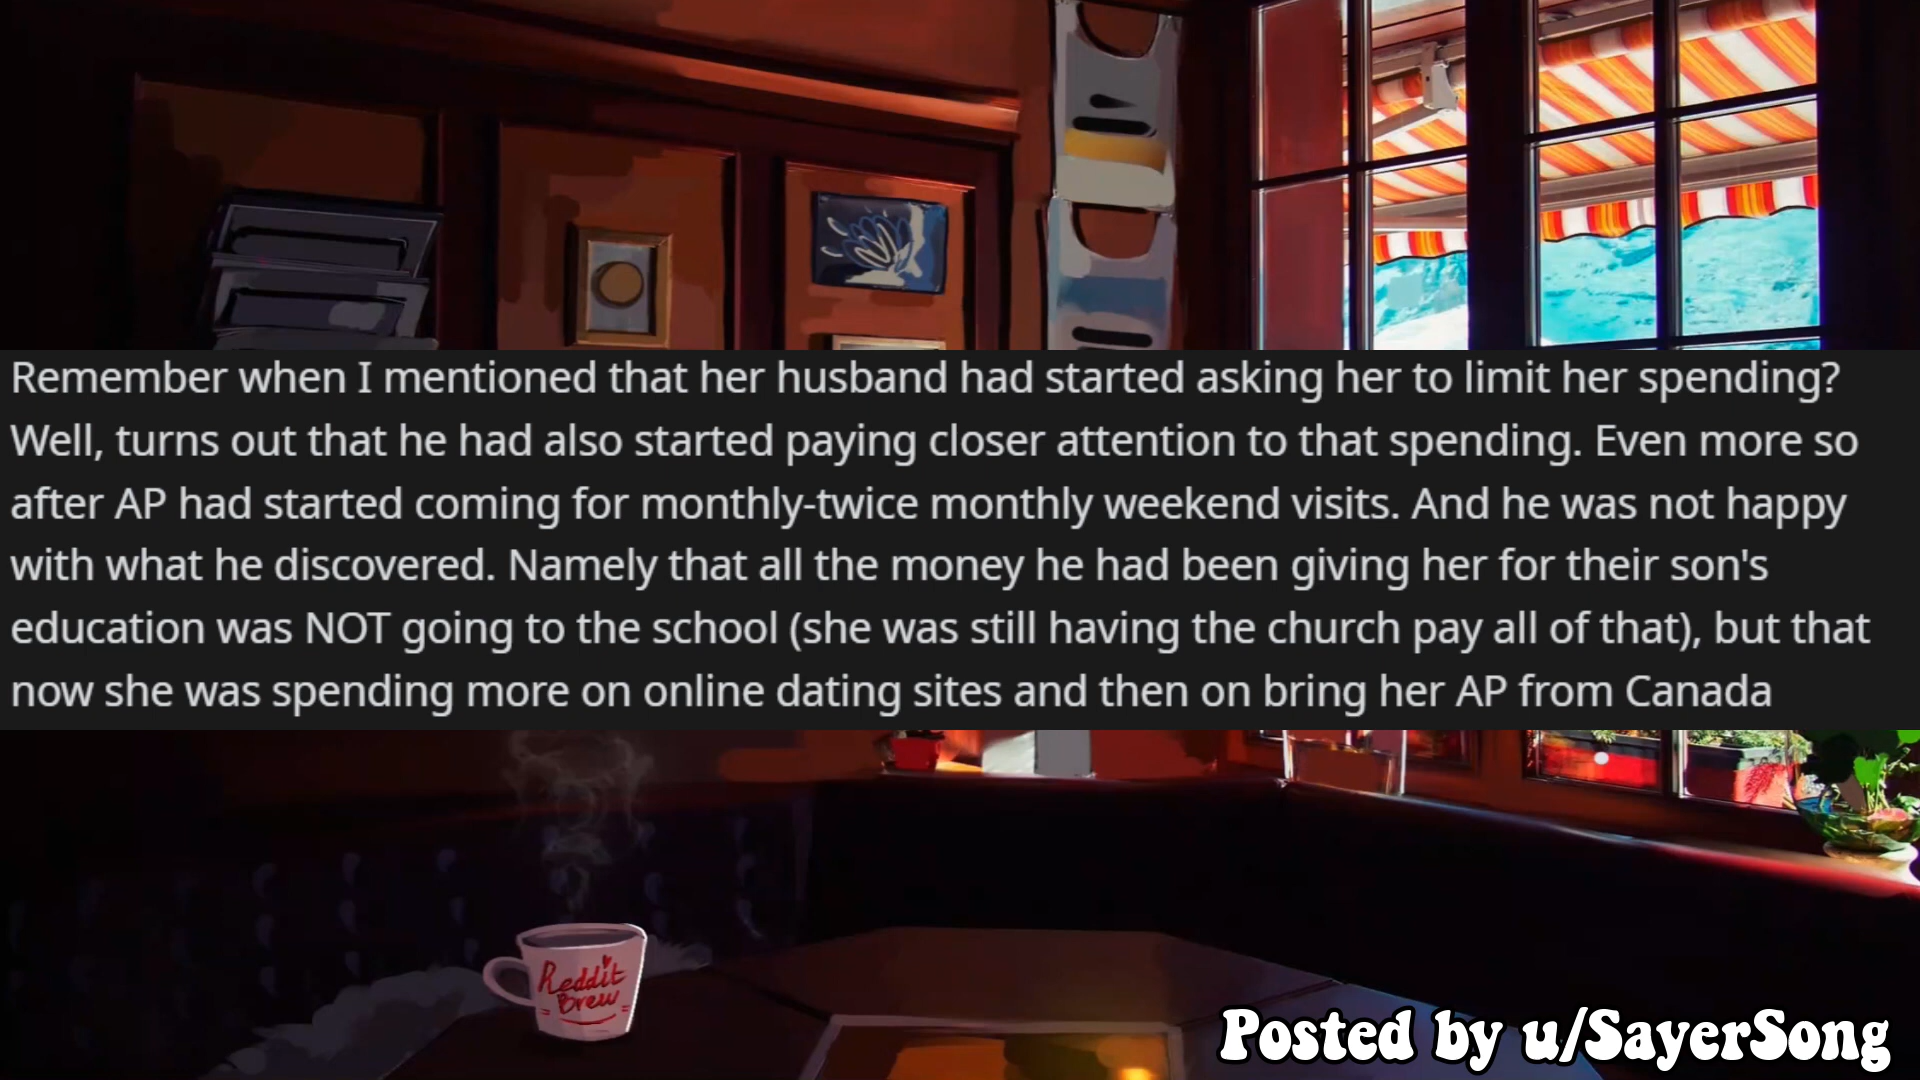 Remember when I mentioned that her husband had started asking her to limit her spending?
Well, turns out that he had also started paying closer attention to that spending. Even more so
after AP had started coming for monthly-twice monthly weekend visits. And he was not happy
with what he discovered. Namely that all the money he had been giving her for their son's
education was NOT going to the school (she was still having the church pay all of that), but that
now she was spending more on online dating sites and then on bring her AP from Canada
Reddit
Brew
Posted by u/SayerSong